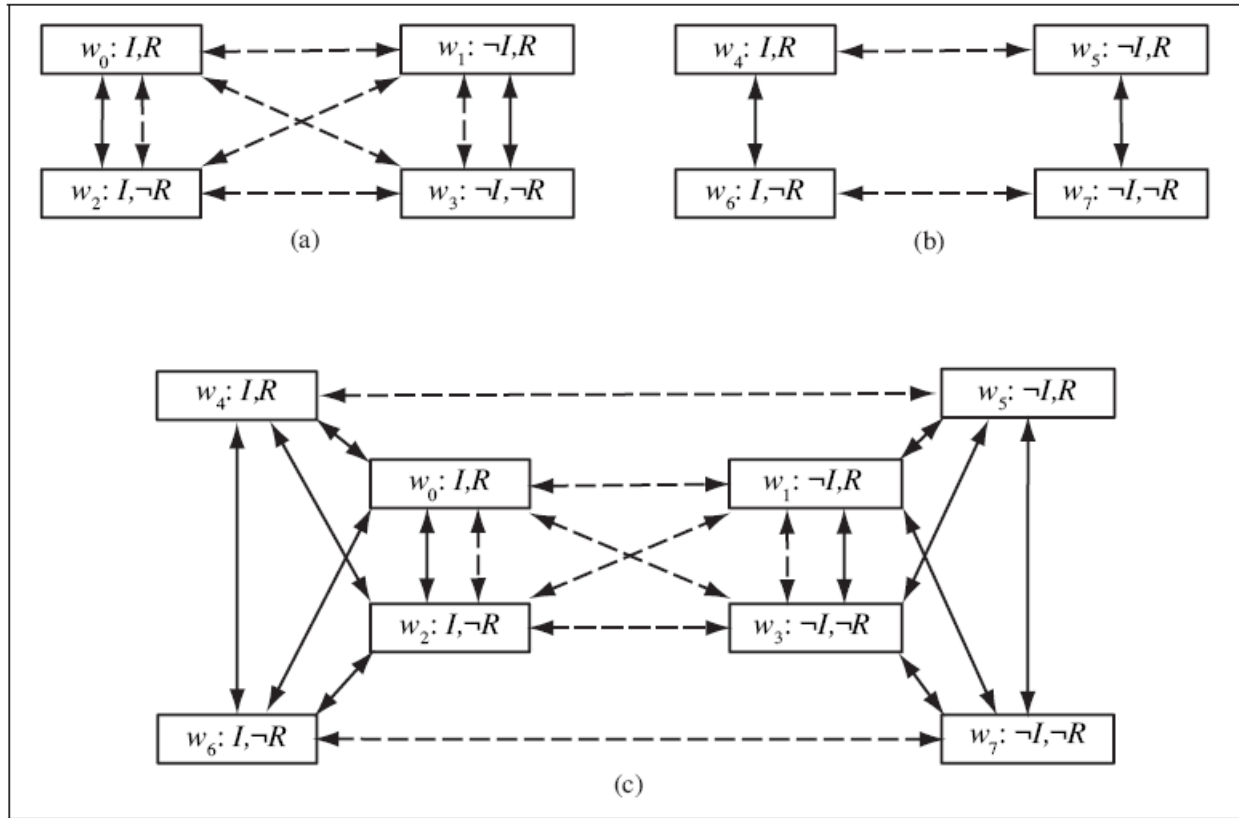 w₀: I,R w₁: ¬I,R w₄: I,R w₅: ¬I,R
w₂: I,¬R w₃: ¬I,¬R w₆: I,¬R w₇: ¬I,¬R
(a) (b)
w₄: I,R w₅: ¬I,R
w₀: I,R w₁: ¬I,R
w₂: I,¬R w₃: ¬I,¬R
w₆: I,¬R w₇: ¬I,¬R
(c)